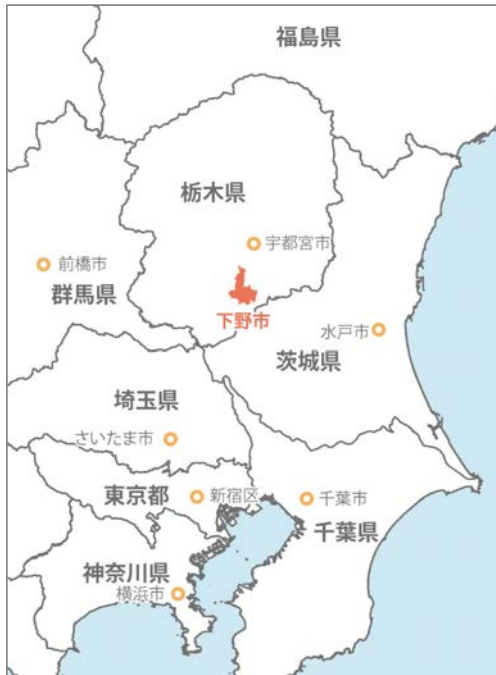 福島県
栃木県
宇都宮市
前橋市
群馬県
下野市
水戸市
茨城県
埼玉県
さいたま市
東京都
新宿区
千葉市
千葉県
神奈川県
横浜市